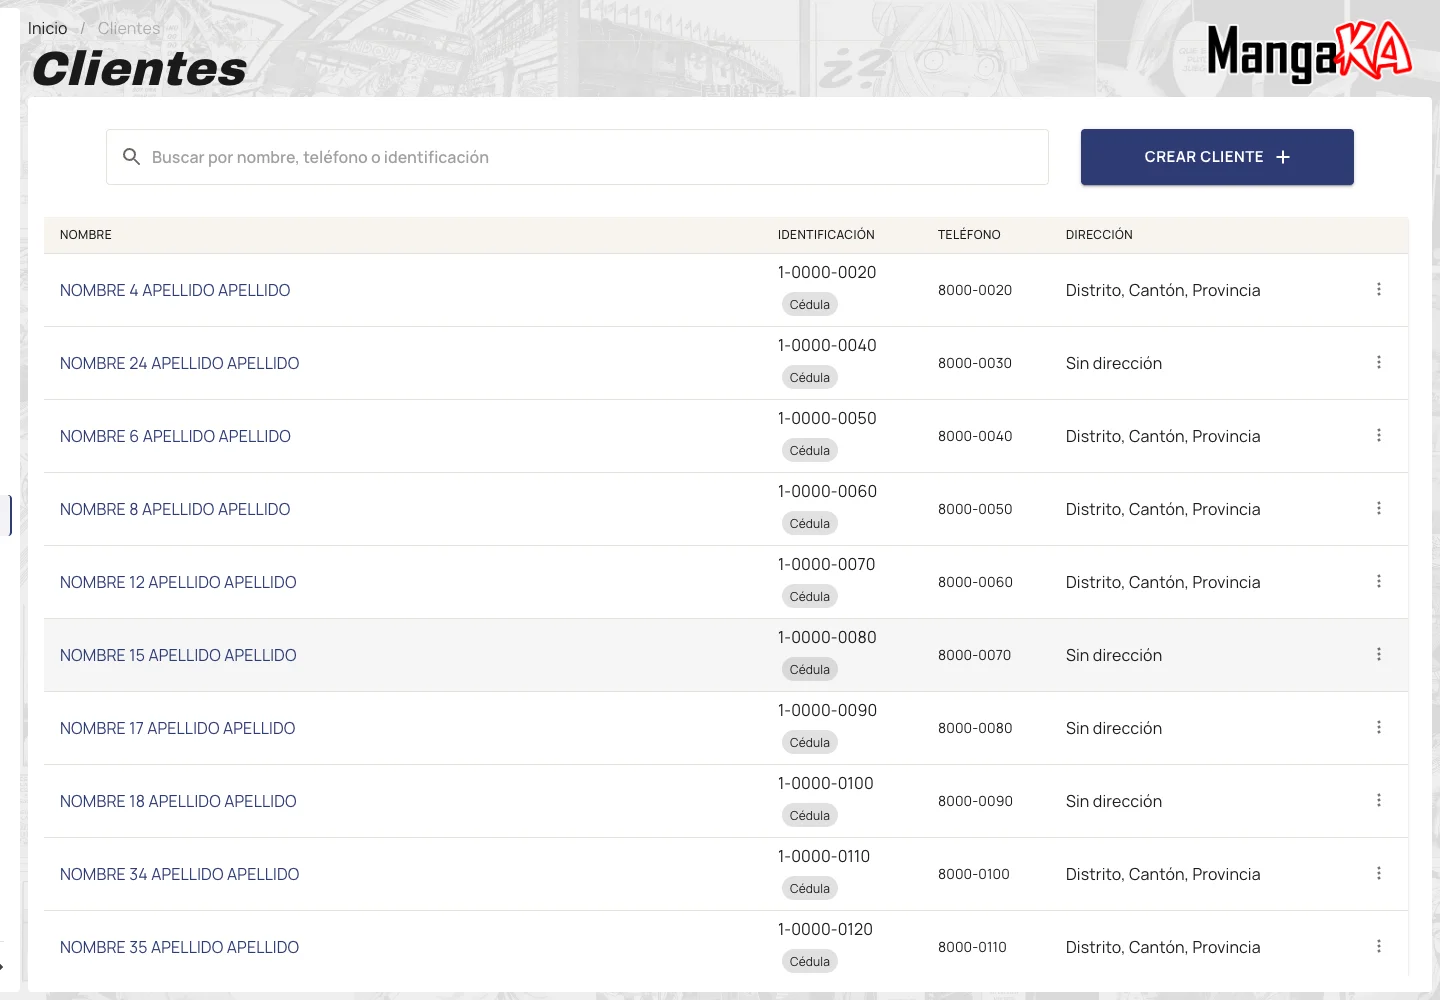 Inicio / Clientes
Clientes
MangaKA
Buscar por nombre, teléfono o identificación
CREAR CLIENTE +
NOMBRE IDENTIFICACIÓN TELÉFONO DIRECCIÓN
NOMBRE 4 APELLIDO APELLIDO 1-0000-0020 Cédula 8000-0020 Distrito, Cantón, Provincia
NOMBRE 24 APELLIDO APELLIDO 1-0000-0040 Cédula 8000-0030 Sin dirección
NOMBRE 6 APELLIDO APELLIDO 1-0000-0050 Cédula 8000-0040 Distrito, Cantón, Provincia
NOMBRE 8 APELLIDO APELLIDO 1-0000-0060 Cédula 8000-0050 Distrito, Cantón, Provincia
NOMBRE 12 APELLIDO APELLIDO 1-0000-0070 Cédula 8000-0060 Distrito, Cantón, Provincia
NOMBRE 15 APELLIDO APELLIDO 1-0000-0080 Cédula 8000-0070 Sin dirección
NOMBRE 17 APELLIDO APELLIDO 1-0000-0090 Cédula 8000-0080 Sin dirección
NOMBRE 18 APELLIDO APELLIDO 1-0000-0100 Cédula 8000-0090 Sin dirección
NOMBRE 34 APELLIDO APELLIDO 1-0000-0110 Cédula 8000-0100 Distrito, Cantón, Provincia
NOMBRE 35 APELLIDO APELLIDO 1-0000-0120 Cédula 8000-0110 Distrito, Cantón, Provincia